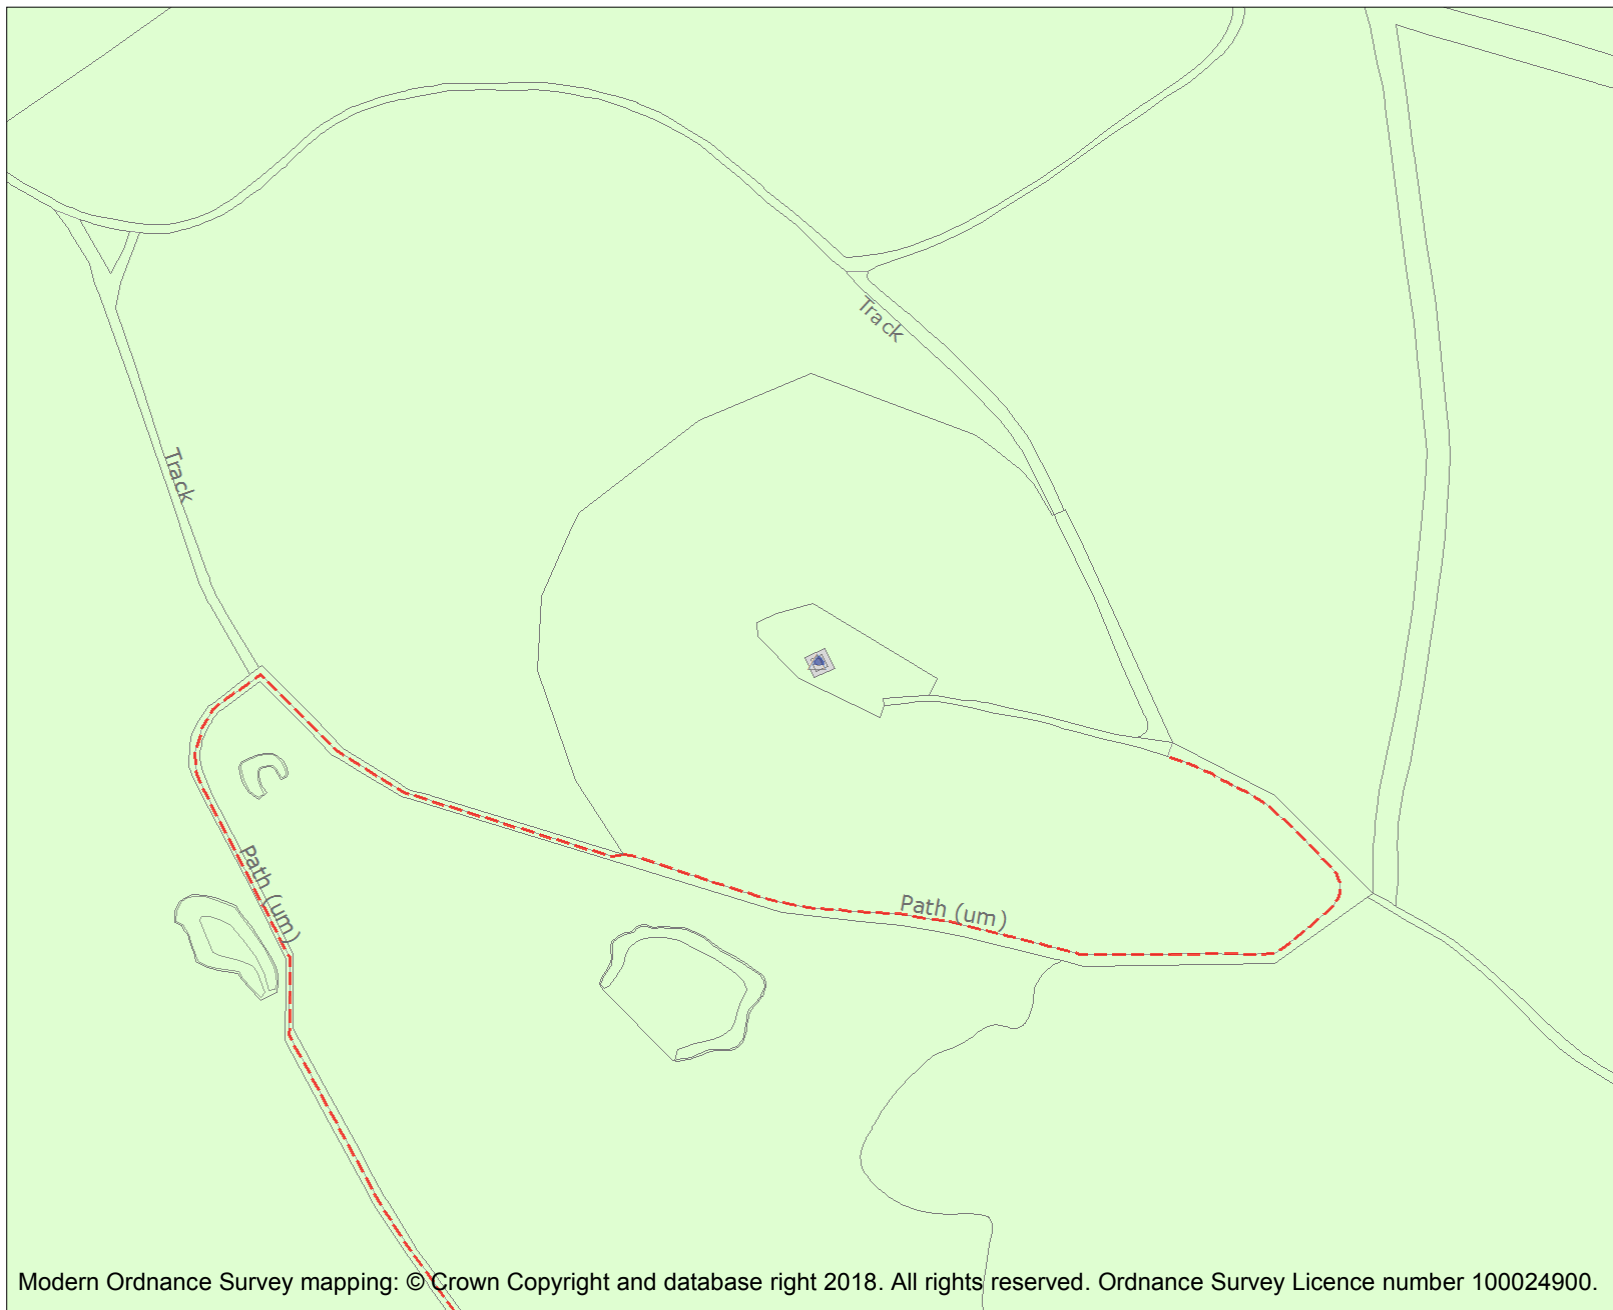 Track
Track
Path (um)
Path (um)
Modern Ordnance Survey mapping: © Crown Copyright and database right 2018. All rights reserved. Ordnance Survey Licence number 100024900.